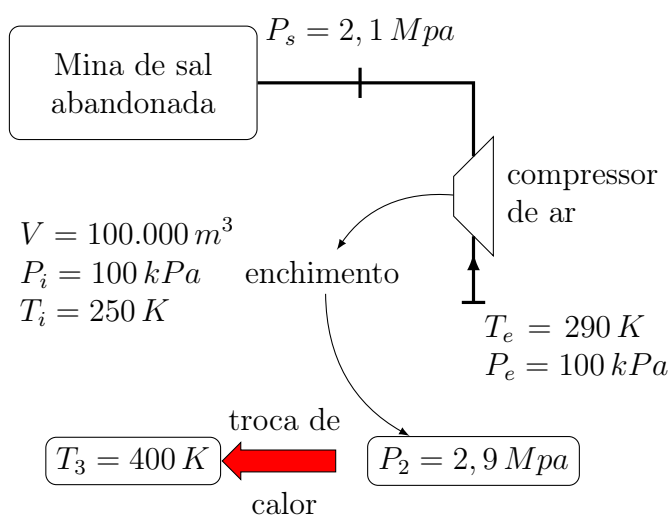 P_s = 2, 1 Mpa
Mina de sal
abandonada
compressor
de ar
V = 100.000 m³
P_i = 100 kPa
T_i = 250 K
enchimento
T_e = 290 K
P_e = 100 kPa
troca de
T_3 = 400 K
P_2 = 2, 9 Mpa
calor